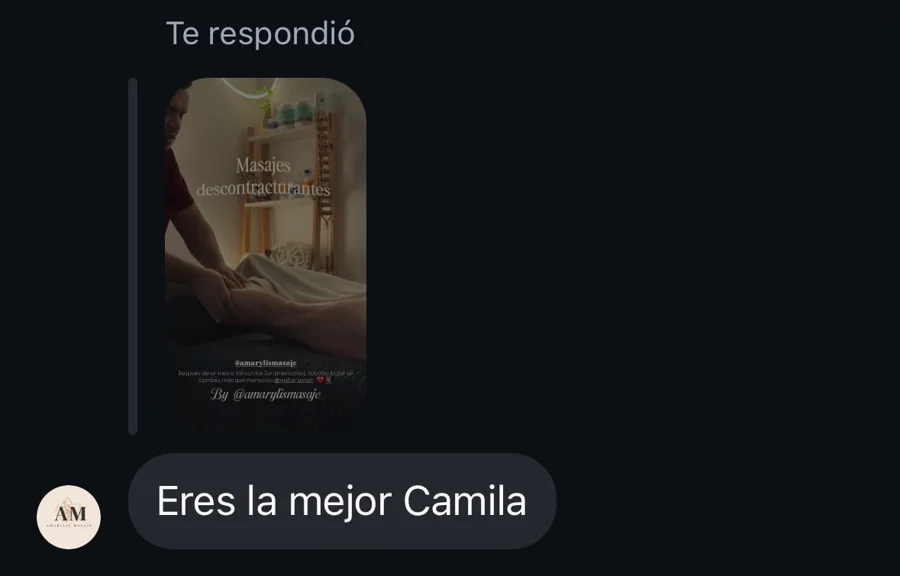 Te respondió
Masajes
descontracturantes
@amarylismasaje
By @amarylismasaje
AM
Eres la mejor Camila